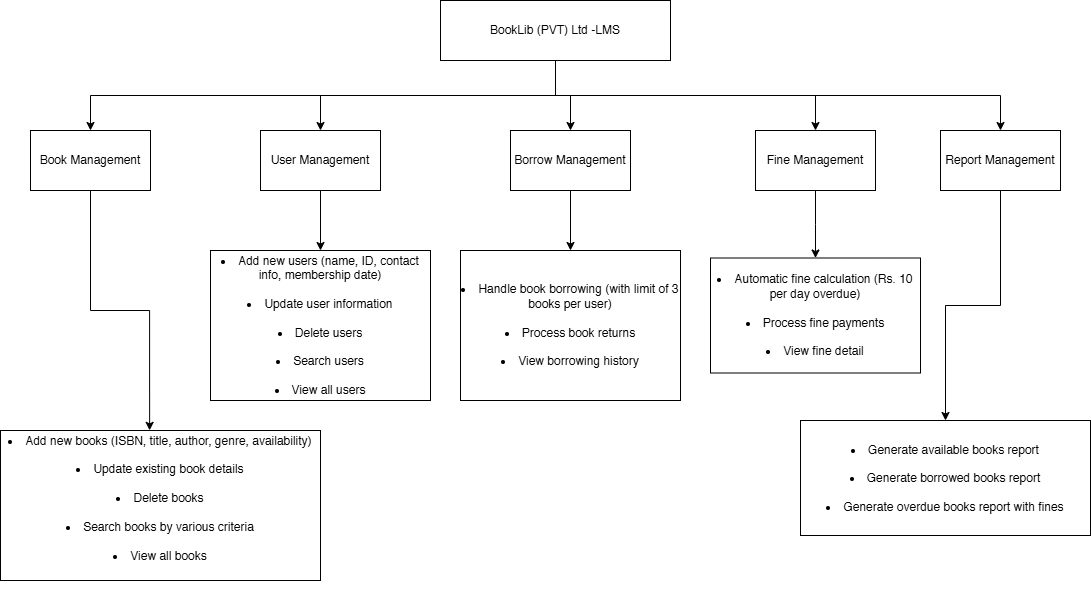 BookLib (PVT) Ltd -LMS
Book Management
User Management
Borrow Management
Fine Management
Report Management
• Add new users (name, ID, contact
info, membership date)
• Update user information
• Delete users
• Search users
• View all users
• Handle book borrowing (with limit of 3
books per user)
• Process book returns
• View borrowing history
• Automatic fine calculation (Rs. 10
per day overdue)
• Process fine payments
• View fine detail
• Add new books (ISBN, title, author, genre, availability)
• Update existing book details
• Delete books
• Search books by various criteria
• View all books
• Generate available books report
• Generate borrowed books report
• Generate overdue books report with fines